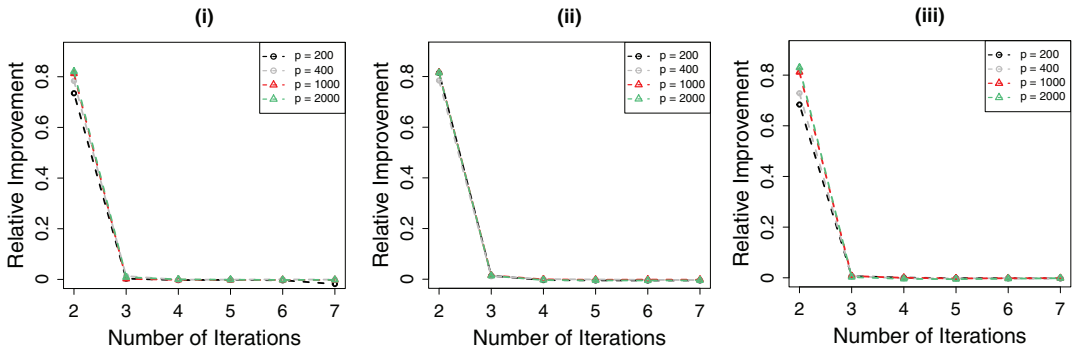 (i)
Relative Improvement
0.8
0.6
0.4
0.2
0
2 3 4 5 6 7
Number of Iterations
p = 200
p = 400
p = 1000
p = 2000
(ii)
Relative Improvement
0.8
0.6
0.4
0.2
0
2 3 4 5 6 7
Number of Iterations
p = 200
p = 400
p = 1000
p = 2000
(iii)
Relative Improvement
0.8
0.6
0.4
0.2
0
2 3 4 5 6 7
Number of Iterations
p = 200
p = 400
p = 1000
p = 2000